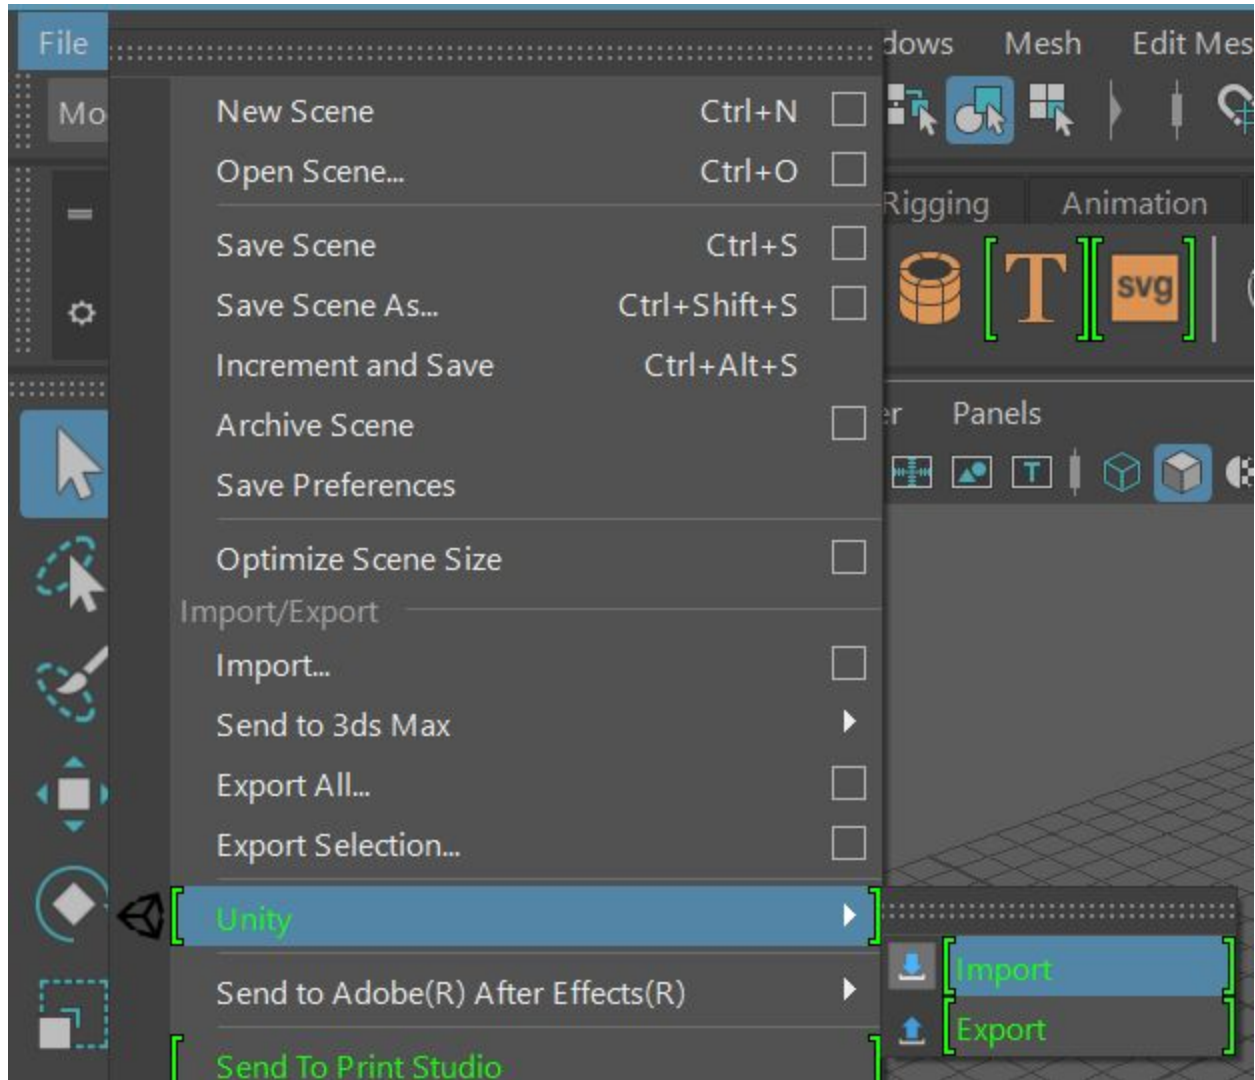 File
dows Mesh Edit Mes
Mo
New Scene Ctrl+N
Open Scene... Ctrl+O
Rigging Animation
Save Scene Ctrl+S
Save Scene As... Ctrl+Shift+S
T svg
Increment and Save Ctrl+Alt+S
Archive Scene
er Panels
Save Preferences
T
Optimize Scene Size
Import/Export
Import...
Send to 3ds Max
Export All...
Export Selection...
Unity
Import
Send to Adobe(R) After Effects(R)
Export
Send To Print Studio